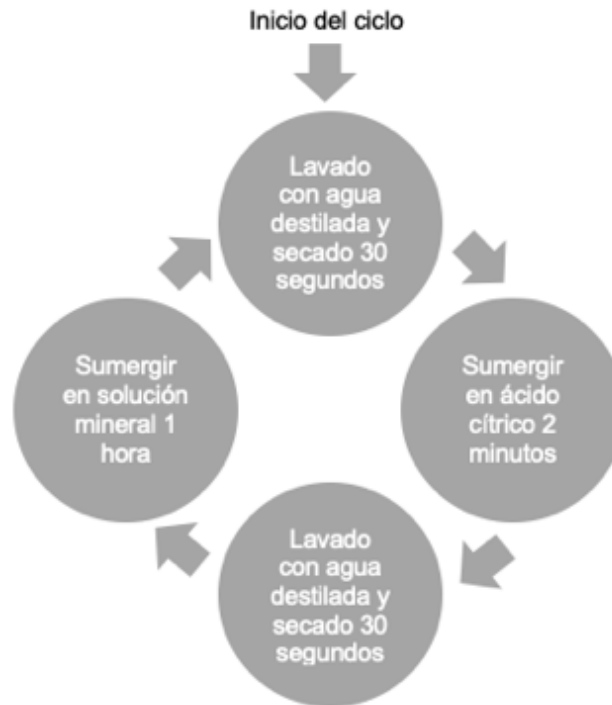 Inicio del ciclo
Lavado
con agua
destilada y
secado 30
segundos
Sumergir
en ácido
cítrico 2
minutos
Lavado
con agua
destilada y
secado 30
segundos
Sumergir
en solución
mineral 1
hora